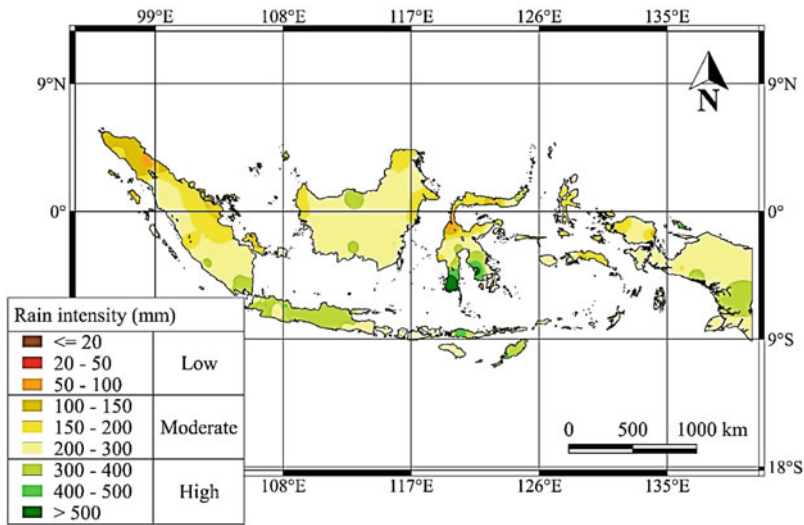 99°E 108°E 117°E 126°E 135°E
9°N 9°N
N
0° 0°
Rain intensity (mm)
<= 20
20 - 50 Low
50 - 100
100 - 150
150 - 200 Moderate
200 - 300
300 - 400
400 - 500 High
> 500
9°S
0 500 1000 km
18°S
108°E 117°E 126°E 135°E